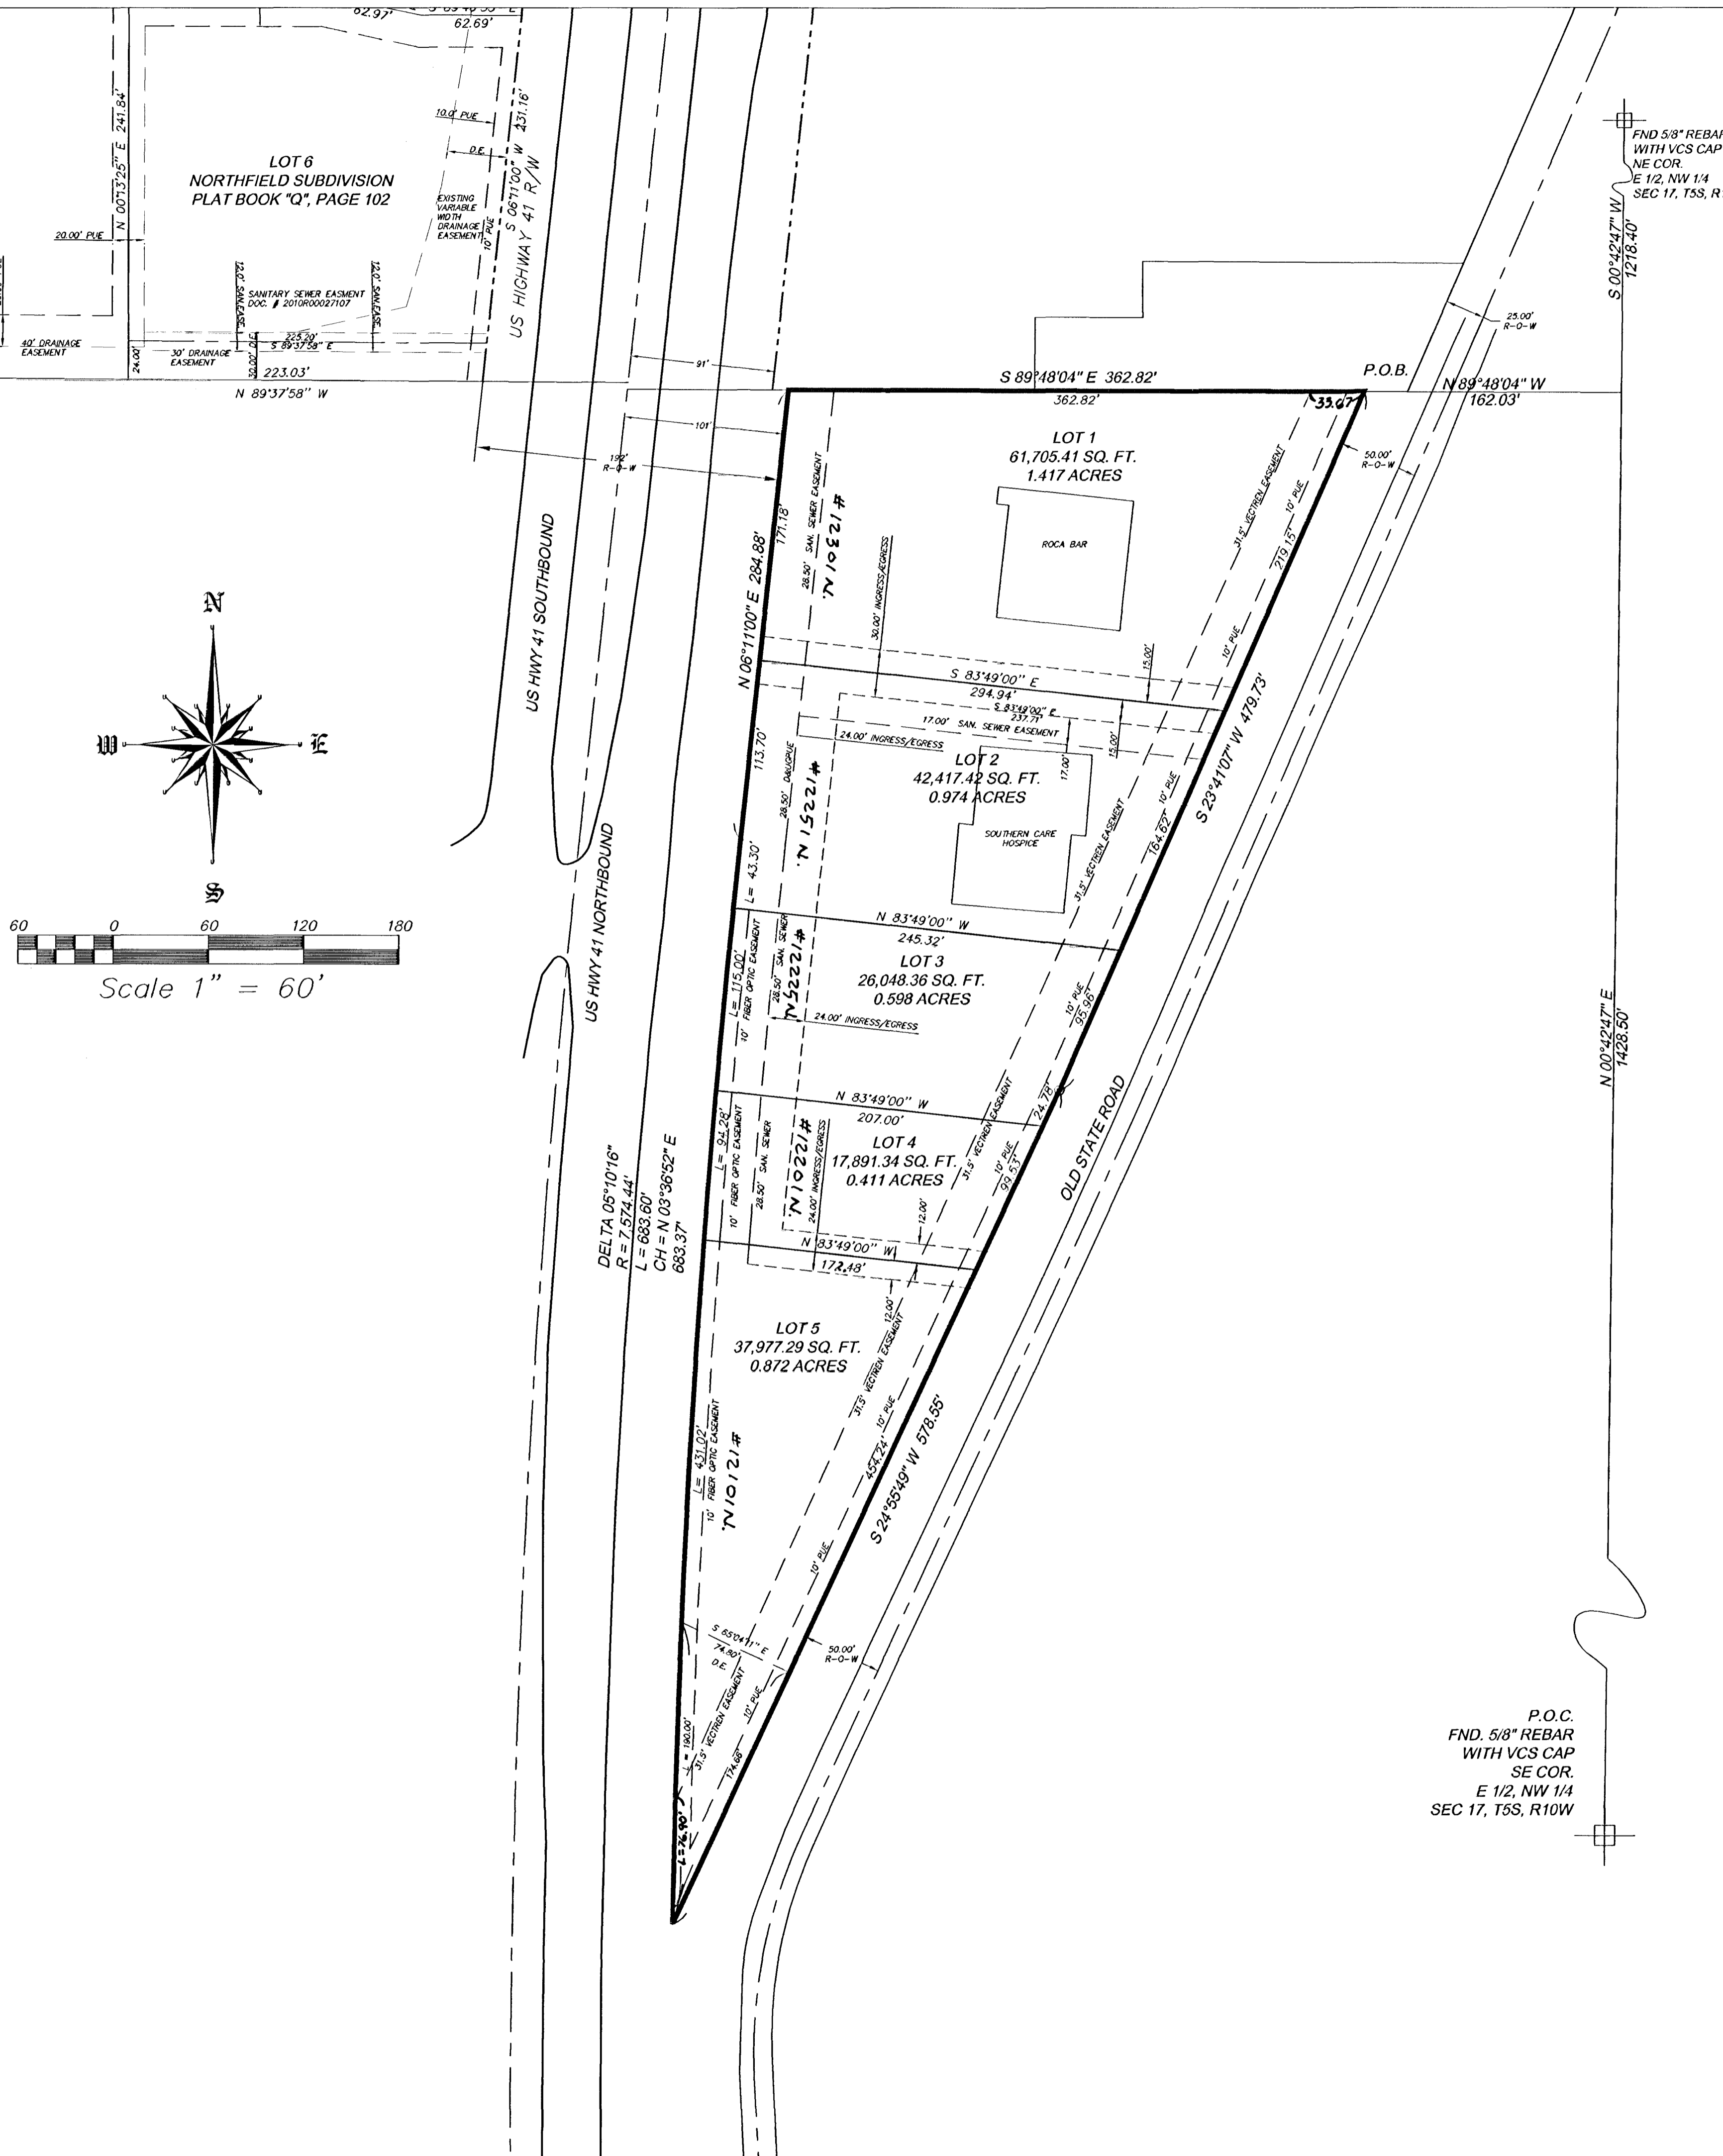 62.97'
62.69'
N 00°13'25" E 241.84'
20.00' PUE
LOT 6
NORTHFIELD SUBDIVISION
PLAT BOOK "Q", PAGE 102
10.0' PUE
D.E.
EXISTING
VARIABLE
WIDTH
DRAINAGE
EASEMENT
10' PUE
S 06°11'00" W 231.16'
US HIGHWAY 41 R/W
12.0' SAN.EASE.
SANITARY SEWER EASMENT
DOC. # 2010R00027107
12.0' SAN.EASE.
225.20'
S 89°37'58" E
40' DRAINAGE
EASEMENT
24.00'
30' DRAINAGE
EASEMENT
30.00' D.E.
223.03'
N 89°37'58" W
91'
101'
192'
R-O-W
FND 5/8" REBAR
WITH VCS CAP
NE COR.
E 1/2, NW 1/4
SEC 17, T5S,
S 00°42'47" W
1218.40'
25.00'
R-O-W
S 89°48'04" E 362.82'
362.82'
P.O.B.
33.67'
N 89°48'04" W
162.03'
50.00'
R-O-W
LOT 1
61,705.41 SQ. FT.
1.417 ACRES
ROCA BAR
28.50' SAN. SEWER EASEMENT
#12301 N.
30.00' INGRESS/EGRESS
31.5' VECTREN EASEMENT
10' PUE
219.15'
10' PUE
171.18'
N 06°11'00" E 284.88'
15.00'
S 83°49'00" E
294.94'
S 83°49'00" E
237.71'
17.00' SAN. SEWER EASEMENT
24.00' INGRESS/EGRESS
17.00'
15.00'
S 23°41'07" W 479.73'
113.70'
28.50' D&UGPUE
#12251 N.
LOT 2
42,417.42 SQ. FT.
0.974 ACRES
SOUTHERN CARE
HOSPICE
31.5' VECTREN EASEMENT
164.62'
10' PUE
L= 43.30'
N 83°49'00" W
245.32'
LOT 3
26,048.36 SQ. FT.
0.598 ACRES
L= 115.00'
10' FIBER OPTIC EASEMENT
28.50' SAN. SEWER
#12225 N.
24.00' INGRESS/EGRESS
10' PUE
95.96'
N 83°49'00" W
207.00'
24.78'
LOT 4
17,891.34 SQ. FT.
0.411 ACRES
L= 94.28'
10' FIBER OPTIC EASEMENT
28.50' SAN. SEWER
#12201 N.
24.00' INGRESS/EGRESS
31.5' VECTREN EASEMENT
10' PUE
99.53'
12.00'
N 83°49'00" W
172.48'
12.00'
LOT 5
37,977.29 SQ. FT.
0.872 ACRES
L= 431.02'
10' FIBER OPTIC EASEMENT
#12101 N.
31.5' VECTREN EASEMENT
10' PUE
454.24'
10' PUE
S 24°55'49" W 578.55'
S 65°04'11" E
74.80'
D.E.
50.00'
R-O-W
L = 190.00'
31.5' VECTREN EASEMENT
10' PUE
174.66'
L=76.90'
DELTA 05°10'16"
R = 7,574.44'
L = 683.60'
CH = N 03°36'52" E
683.37'
US HWY 41 SOUTHBOUND
US HWY 41 NORTHBOUND
OLD STATE ROAD
N
W
E
S
60 0 60 120 180
Scale 1" = 60'
N 00°42'47" E
1428.50'
P.O.C.
FND. 5/8" REBAR
WITH VCS CAP
SE COR.
E 1/2, NW 1/4
SEC 17, T5S, R10W